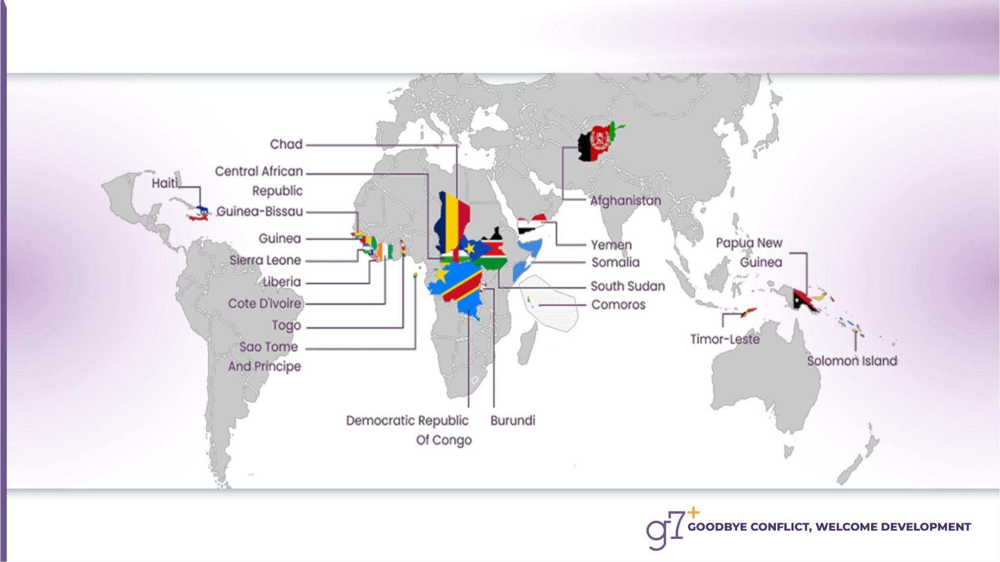 Chad
Central African
Republic
Haiti
Guinea-Bissau
Guinea
Sierra Leone
Liberia
Cote D'Ivoire
Togo
Sao Tome
And Principe
Democratic Republic
Of Congo
Burundi
Afghanistan
Yemen
Somalia
South Sudan
Comoros
Papua New
Guinea
Timor-Leste
Solomon Island
g7+ GOODBYE CONFLICT, WELCOME DEVELOPMENT